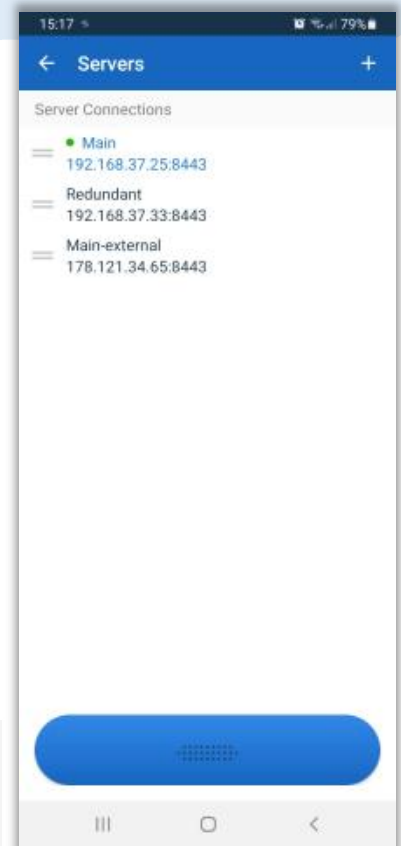 15:17 79%
Servers
Server Connections
Main
192.168.37.25:8443
Redundant
192.168.37.33:8443
Main-external
178.121.34.65:8443